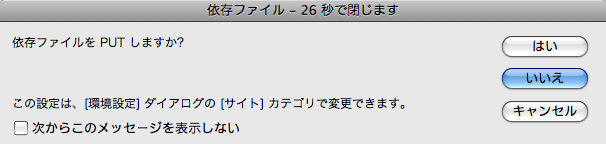 依存ファイル – 26 秒で閉じます
依存ファイルを PUT しますか?
はい
いいえ
この設定は、[環境設定] ダイアログの [サイト] カテゴリで変更できます。
キャンセル
次からこのメッセージを表示しない